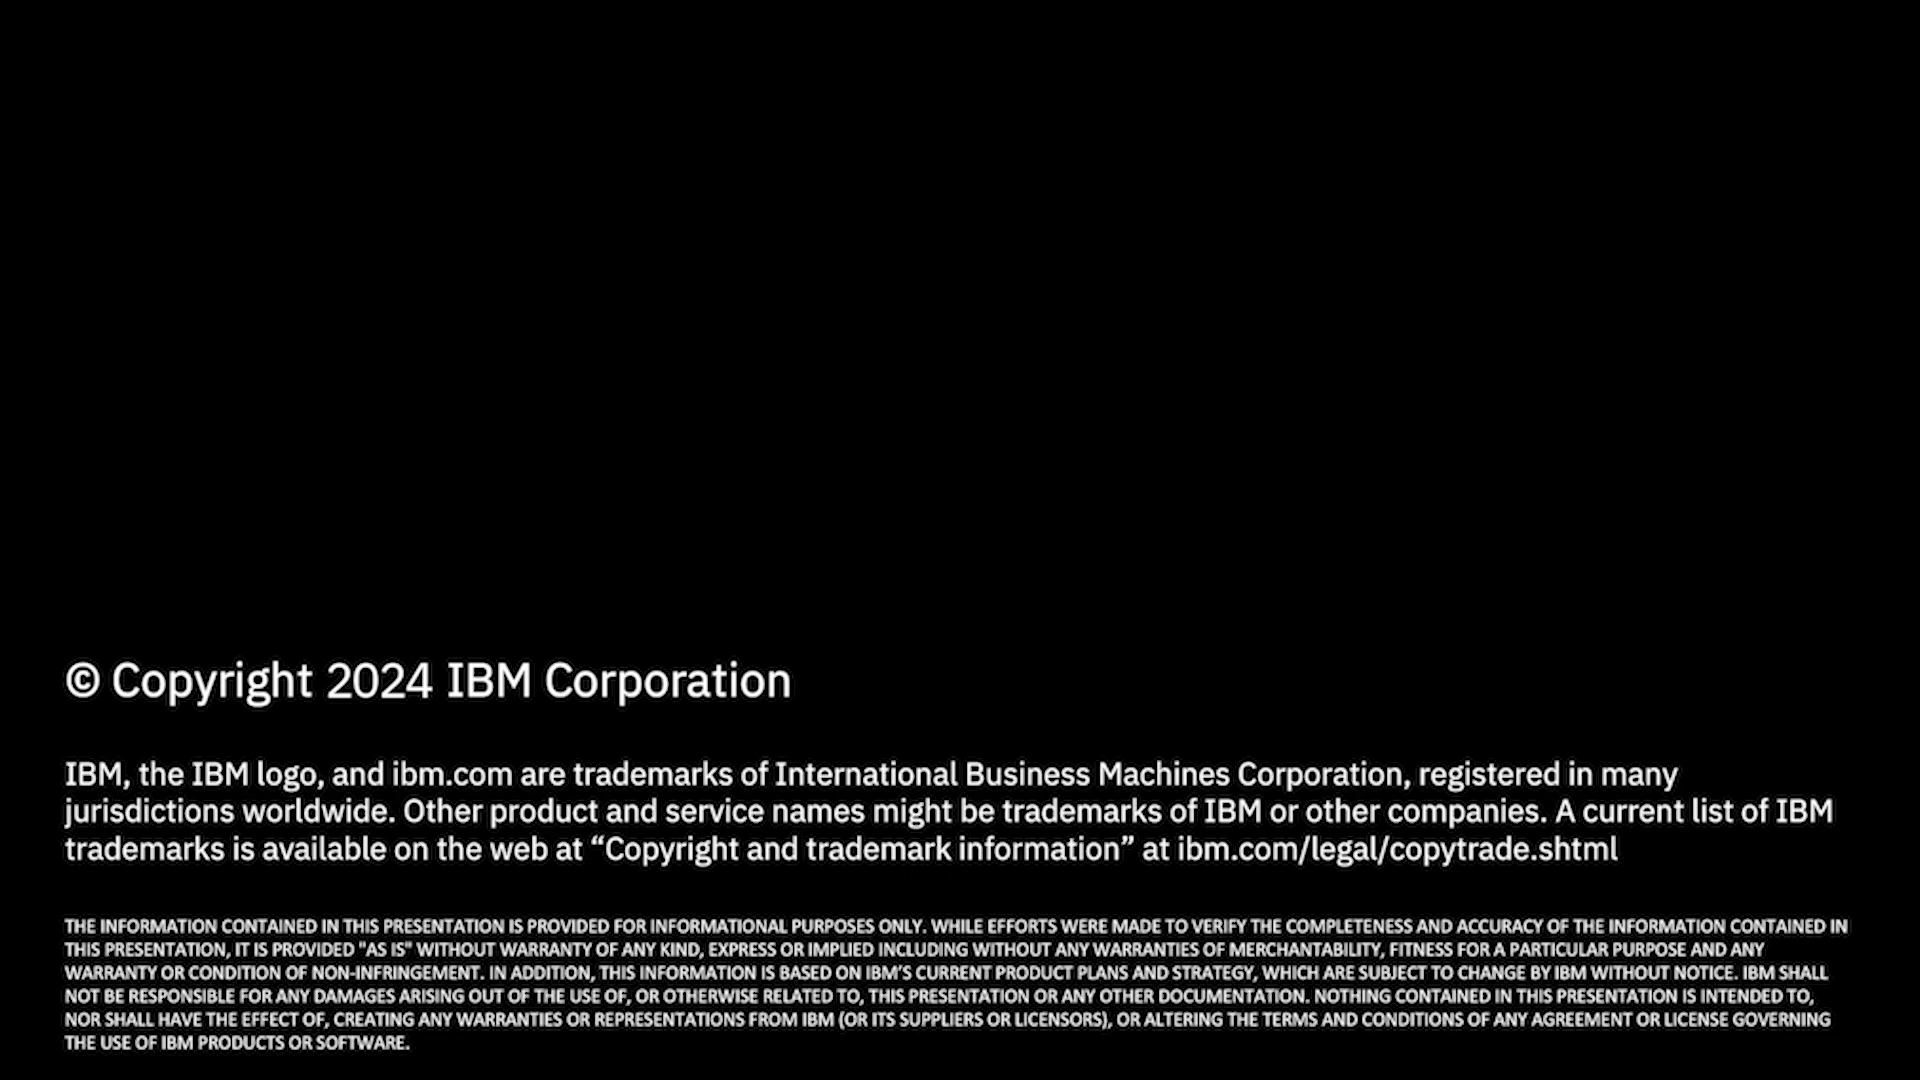 © Copyright 2024 IBM Corporation
IBM, the IBM logo, and ibm.com are trademarks of International Business Machines Corporation, registered in many
jurisdictions worldwide. Other product and service names might be trademarks of IBM or other companies. A current list of IBM
trademarks is available on the web at “Copyright and trademark information” at ibm.com/legal/copytrade.shtml
THE INFORMATION CONTAINED IN THIS PRESENTATION IS PROVIDED FOR INFORMATIONAL PURPOSES ONLY. WHILE EFFORTS WERE MADE TO VERIFY THE COMPLETENESS AND ACCURACY OF THE INFORMATION CONTAINED IN
THIS PRESENTATION, IT IS PROVIDED "AS IS" WITHOUT WARRANTY OF ANY KIND, EXPRESS OR IMPLIED INCLUDING WITHOUT ANY WARRANTIES OF MERCHANTABILITY, FITNESS FOR A PARTICULAR PURPOSE AND ANY
WARRANTY OR CONDITION OF NON-INFRINGEMENT. IN ADDITION, THIS INFORMATION IS BASED ON IBM’S CURRENT PRODUCT PLANS AND STRATEGY, WHICH ARE SUBJECT TO CHANGE BY IBM WITHOUT NOTICE. IBM SHALL
NOT BE RESPONSIBLE FOR ANY DAMAGES ARISING OUT OF THE USE OF, OR OTHERWISE RELATED TO, THIS PRESENTATION OR ANY OTHER DOCUMENTATION. NOTHING CONTAINED IN THIS PRESENTATION IS INTENDED TO,
NOR SHALL HAVE THE EFFECT OF, CREATING ANY WARRANTIES OR REPRESENTATIONS FROM IBM (OR ITS SUPPLIERS OR LICENSORS), OR ALTERING THE TERMS AND CONDITIONS OF ANY AGREEMENT OR LICENSE GOVERNING
THE USE OF IBM PRODUCTS OR SOFTWARE.